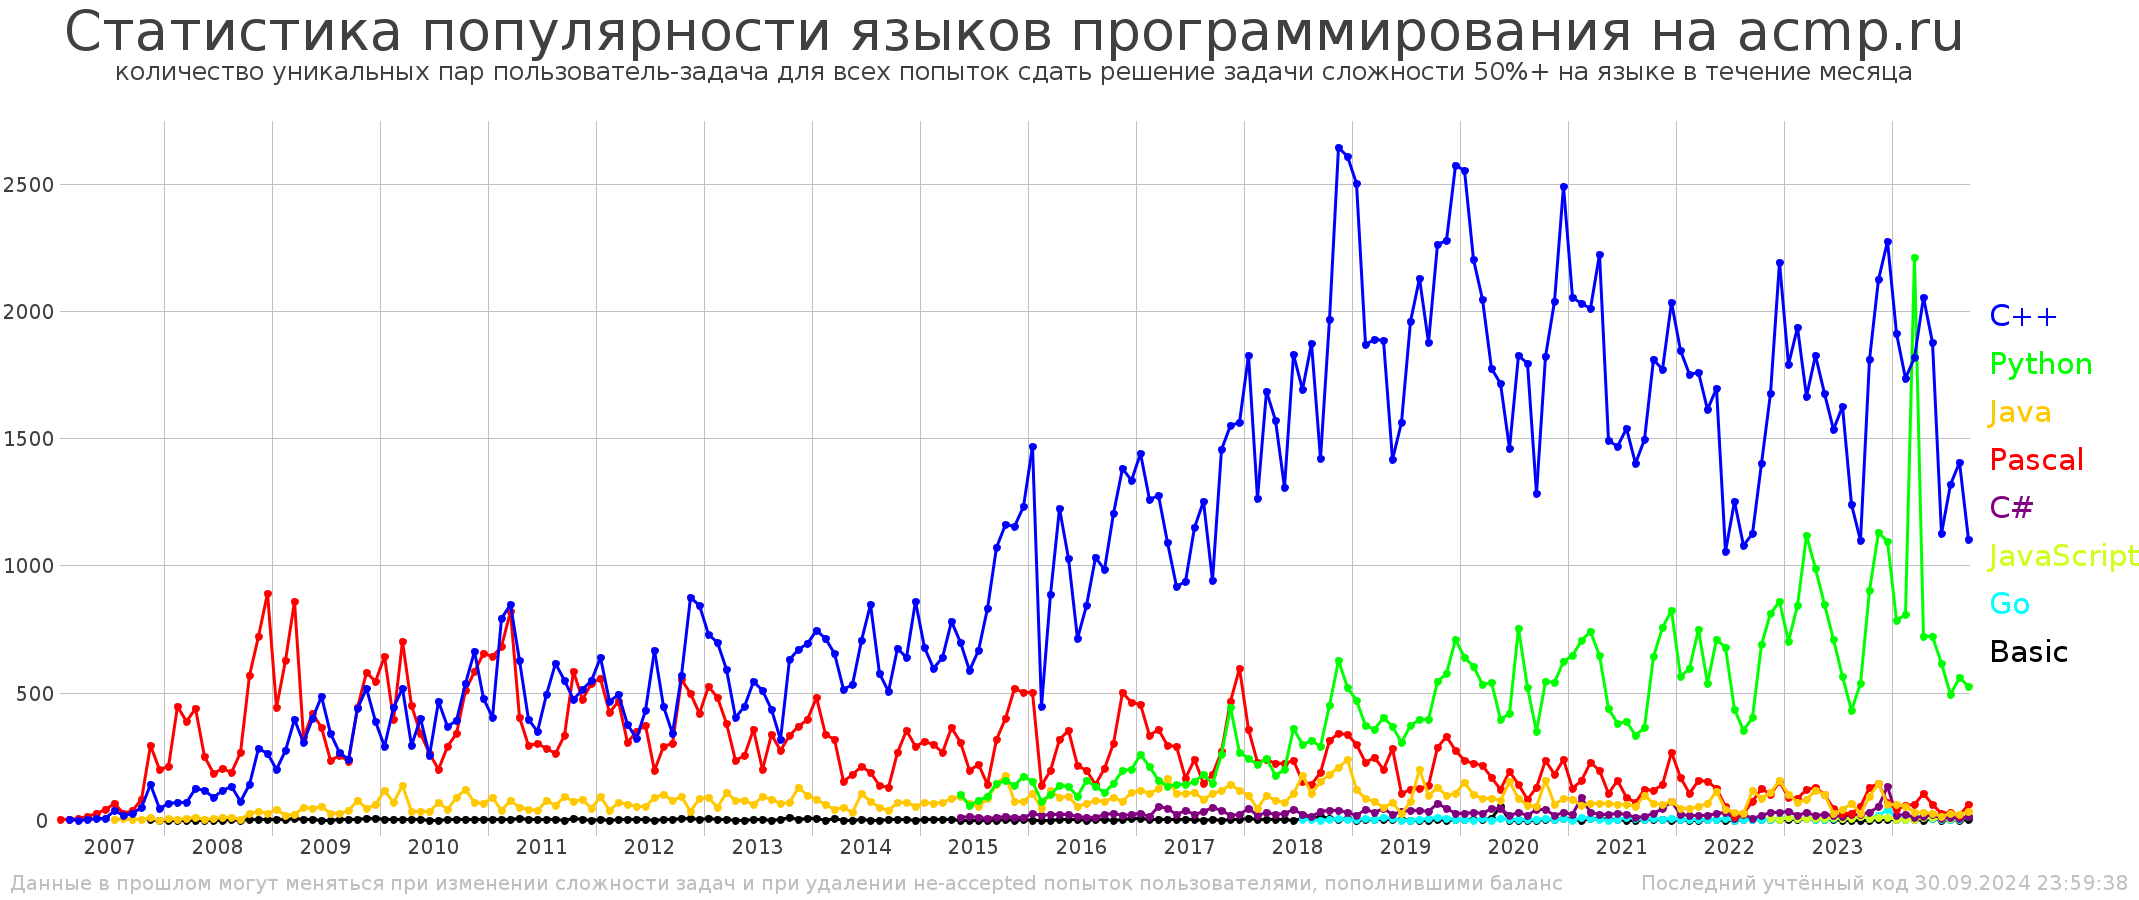 Статистика популярности языков программирования на acmp.ru
количество уникальных пар пользователь-задача для всех попыток сдать решение задачи сложности 50%+ на языке в течение месяца
2500
2000
1500
1000
500
0
C++
Python
Java
Pascal
C#
JavaScript
Go
Basic
2007 2008 2009 2010 2011 2012 2013 2014 2015 2016 2017 2018 2019 2020 2021 2022 2023
Данные в прошлом могут меняться при изменении сложности задач и при удалении не-accepted попыток пользователями, пополнившими баланс
Последний учтённый код 30.09.2024 23:59:38